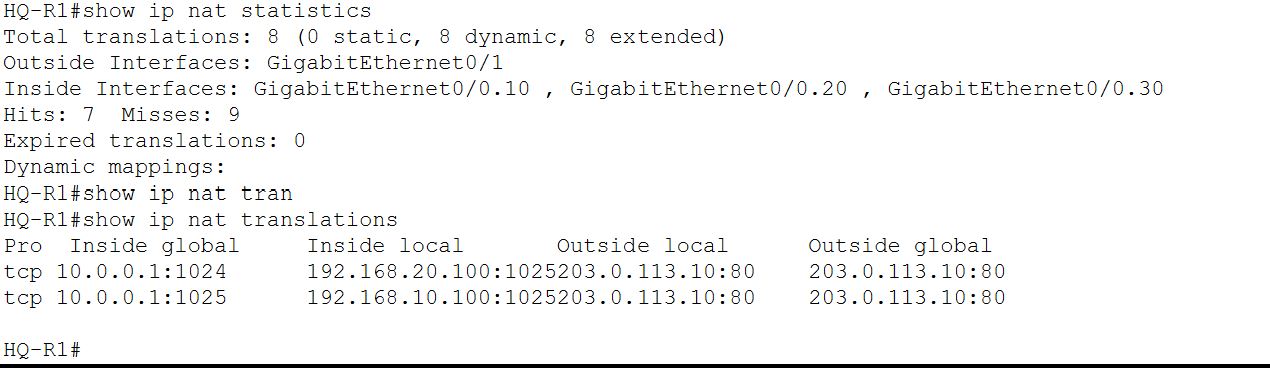 HQ-R1#show ip nat statistics
Total translations: 8 (0 static, 8 dynamic, 8 extended)
Outside Interfaces: GigabitEthernet0/1
Inside Interfaces: GigabitEthernet0/0.10 , GigabitEthernet0/0.20 , GigabitEthernet0/0.30
Hits: 7  Misses: 9
Expired translations: 0
Dynamic mappings:
HQ-R1#show ip nat tran
HQ-R1#show ip nat translations
Pro  Inside global     Inside local       Outside local      Outside global
tcp 10.0.0.1:1024      192.168.20.100:1025203.0.113.10:80    203.0.113.10:80
tcp 10.0.0.1:1025      192.168.10.100:1025203.0.113.10:80    203.0.113.10:80
HQ-R1#